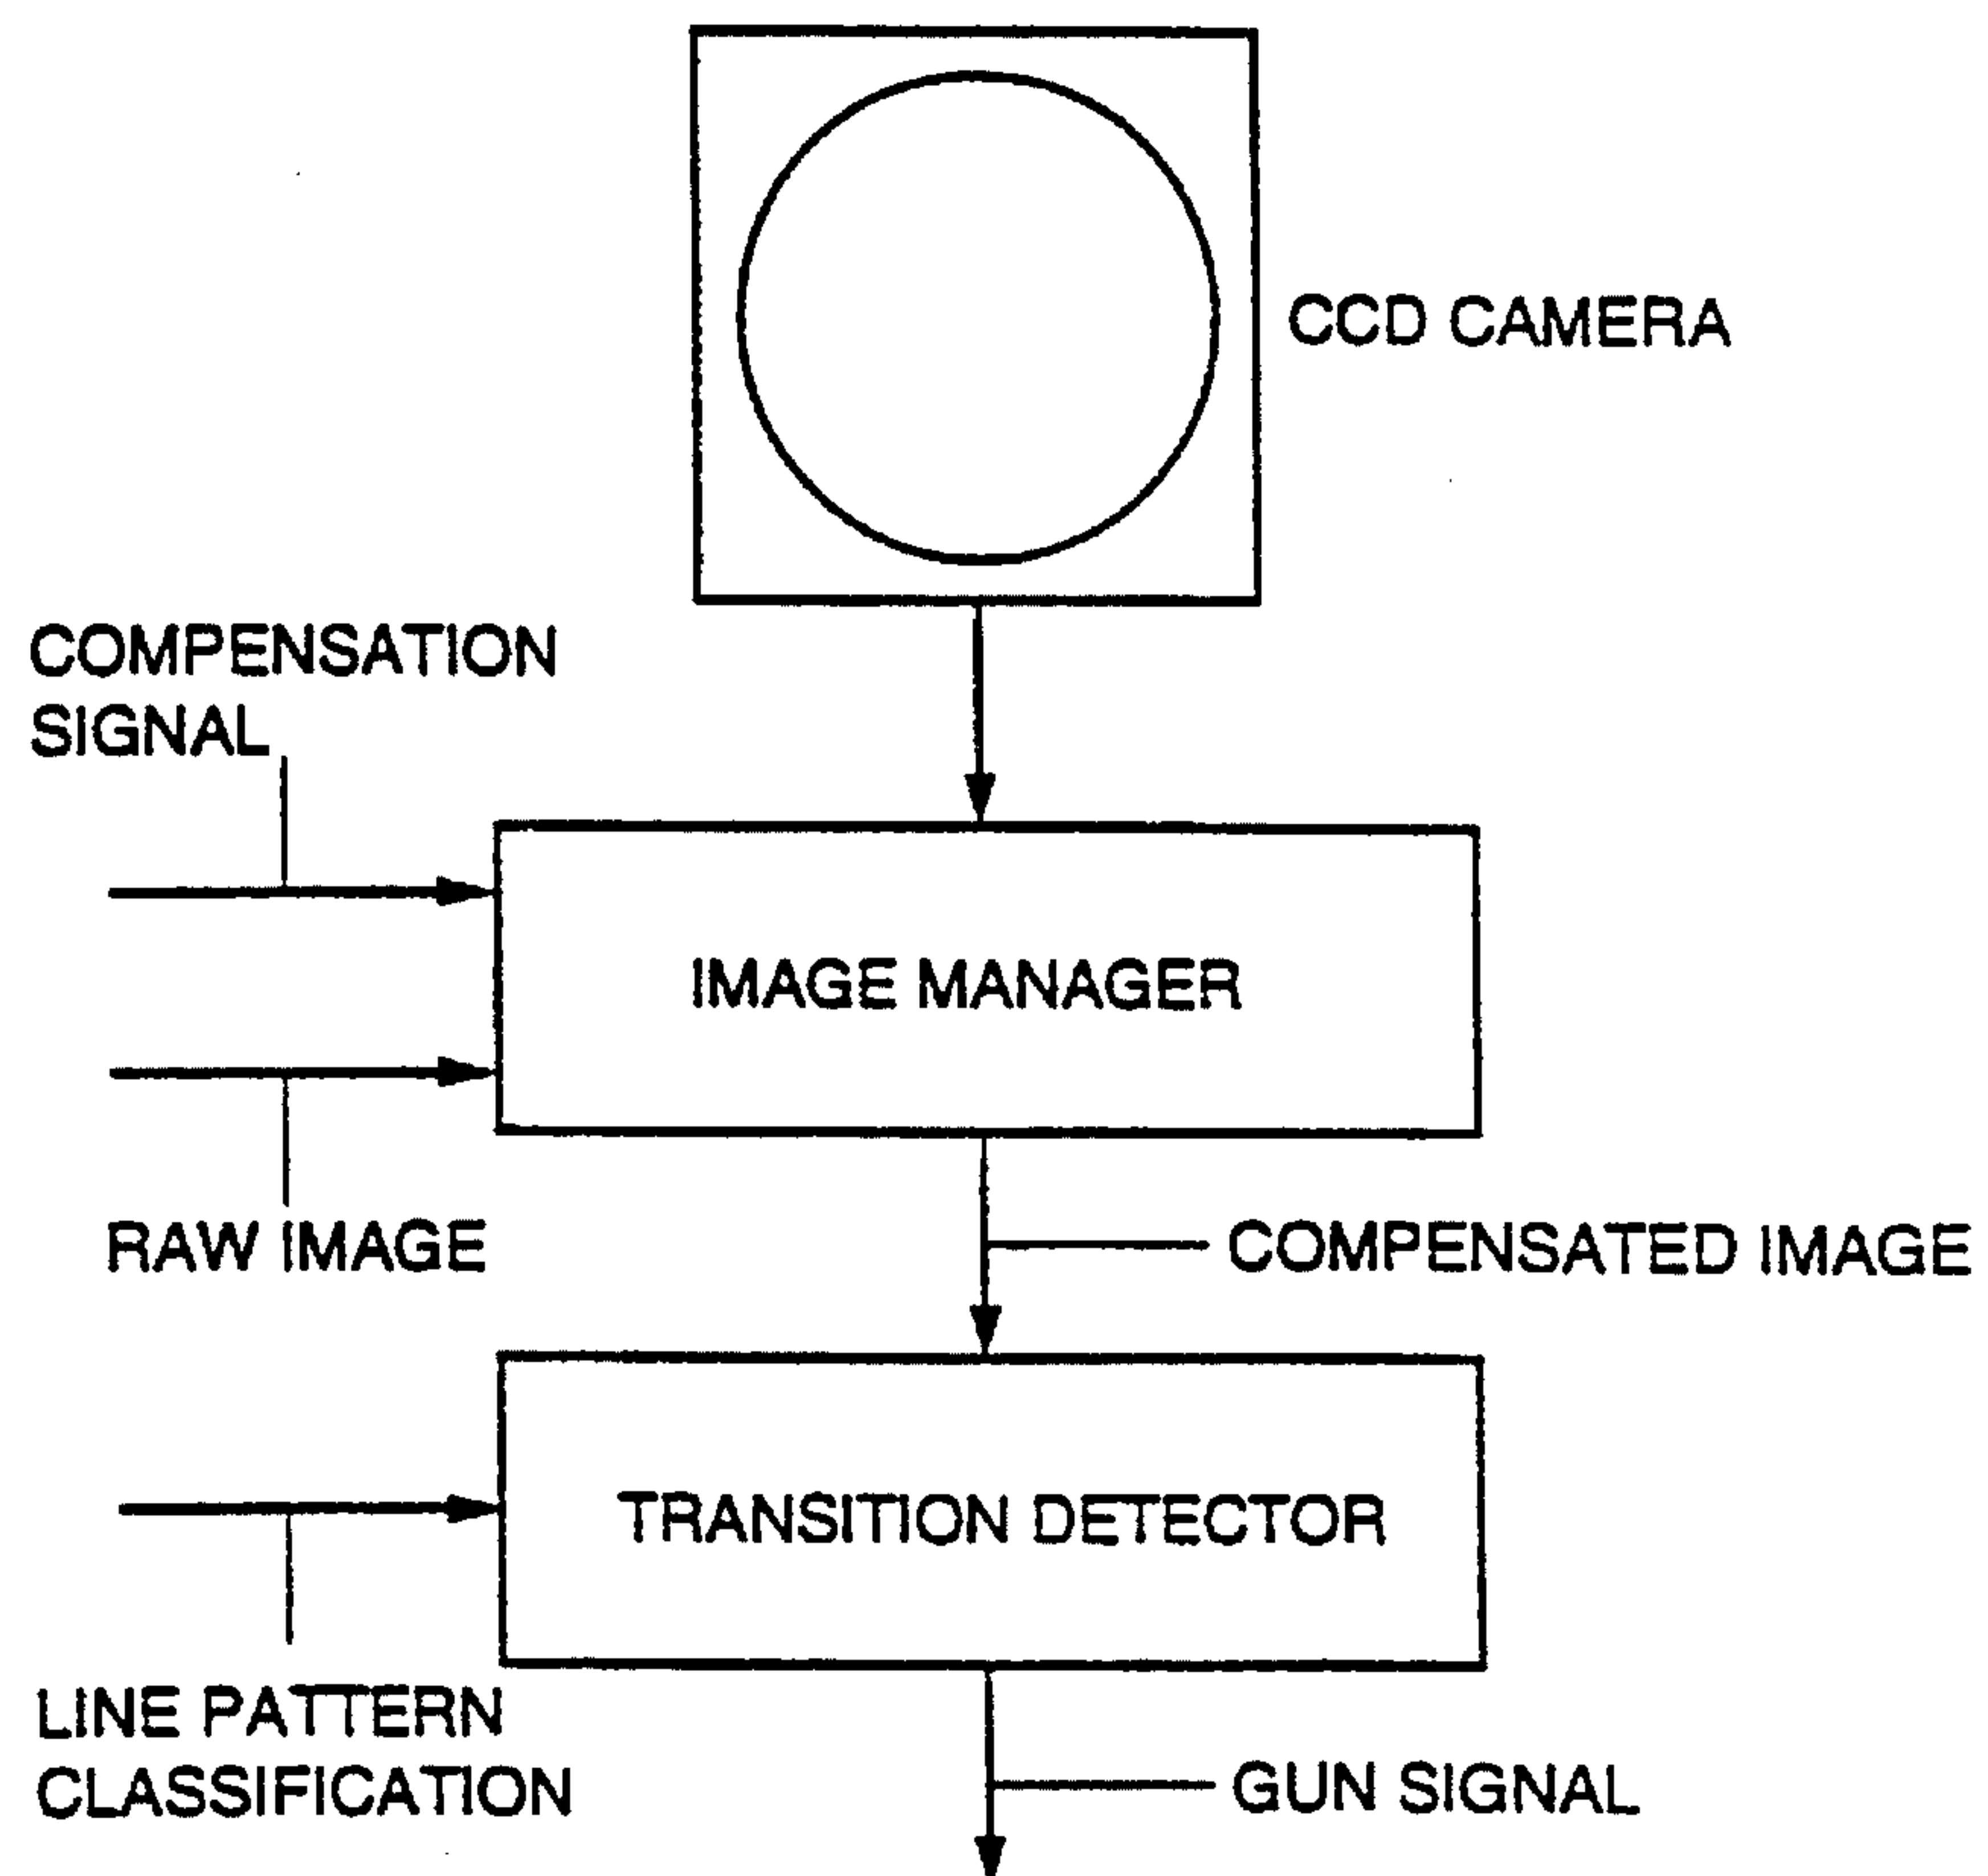 CCD CAMERA
COMPENSATION
SIGNAL
IMAGE MANAGER
RAW IMAGE
COMPENSATED IMAGE
TRANSITION DETECTOR
LINE PATTERN
CLASSIFICATION
GUN SIGNAL